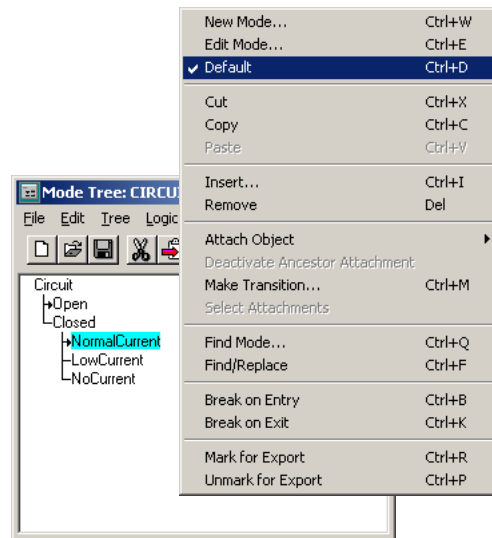 New Mode... Ctrl+W
Edit Mode... Ctrl+E
Default Ctrl+D
Cut Ctrl+X
Copy Ctrl+C
Paste Ctrl+V
Insert... Ctrl+I
Remove Del
Attach Object
Deactivate Ancestor Attachment
Make Transition... Ctrl+M
Select Attachments
Find Mode... Ctrl+Q
Find/Replace Ctrl+F
Break on Entry Ctrl+B
Break on Exit Ctrl+K
Mark for Export Ctrl+R
Unmark for Export Ctrl+P
Mode Tree: CIRCUI
File Edit Tree Logic
Circuit
Open
Closed
NormalCurrent
LowCurrent
NoCurrent